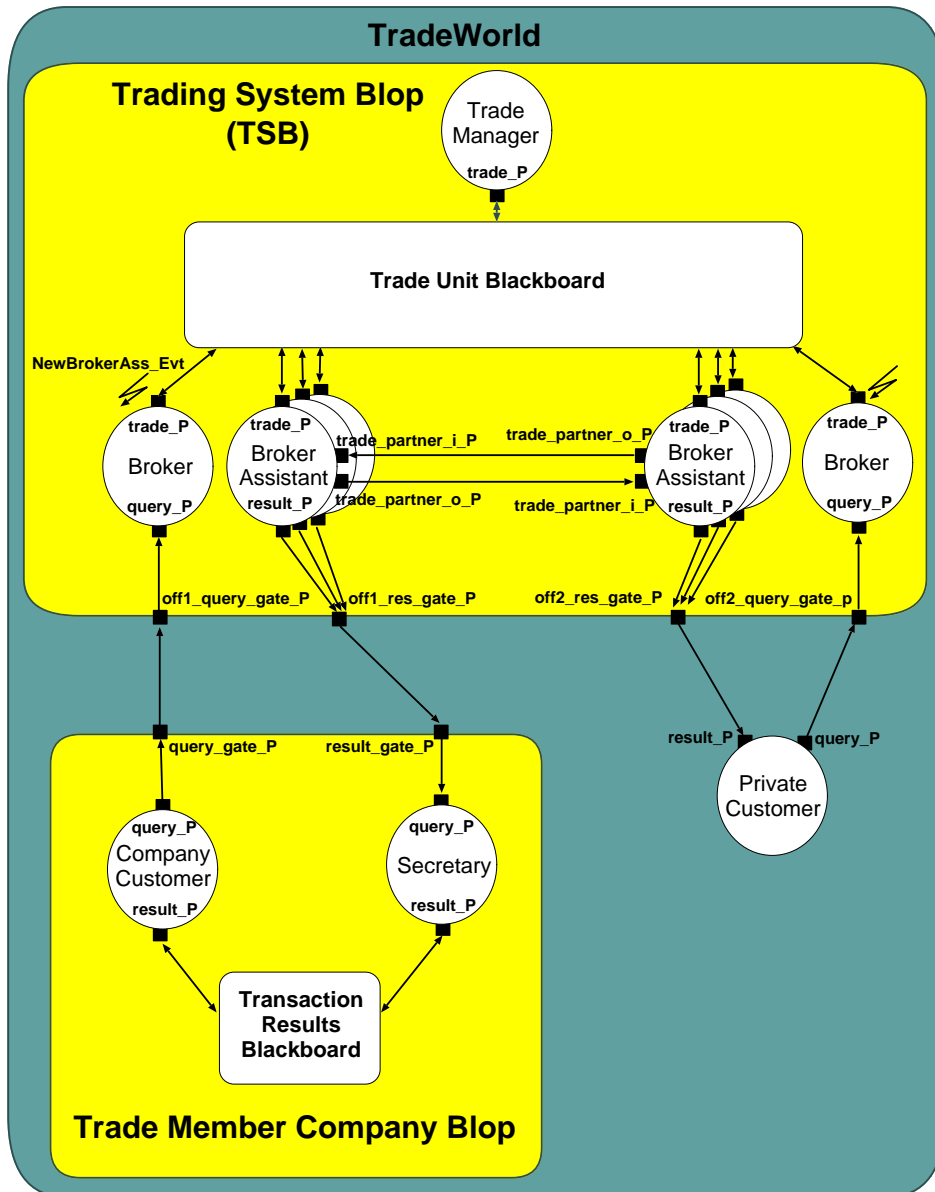 TradeWorld
Trading System Blop
(TSB)
Trade
Manager
trade_P
Trade Unit Blackboard
NewBrokerAss_Evt
trade_P
Broker
query_P
trade_P
Broker
Assistant
result_P
trade_partner_i_P
trade_partner_o_P
trade_partner_o_P
trade_partner_i_P
trade_P
Broker
Assistant
result_P
trade_P
Broker
query_P
off1_query_gate_P
off1_res_gate_P
off2_res_gate_P
off2_query_gate_p
query_gate_P
result_gate_P
result_P
query_P
Private
Customer
query_P
Company
Customer
result_P
query_P
Secretary
result_P
Transaction
Results
Blackboard
Trade Member Company Blop